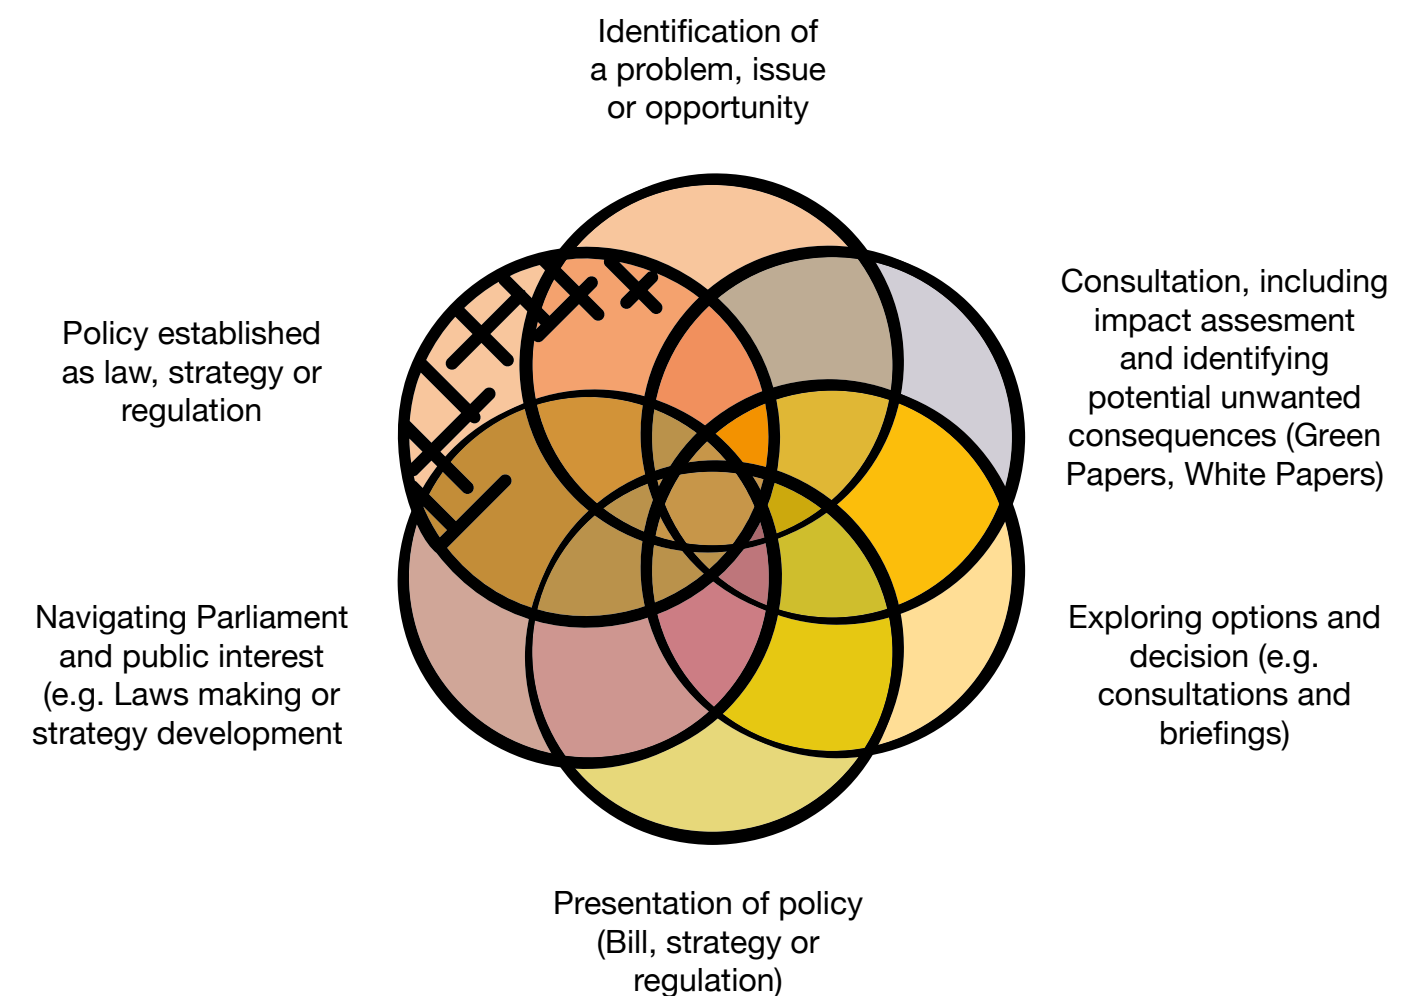 Identification of
a problem, issue
or opportunity
Consultation, including
impact assesment
and identifying
potential unwanted
consequences (Green
Papers, White Papers)
Exploring options and
decision (e.g.
consultations and
briefings)
Presentation of policy
(Bill, strategy or
regulation)
Navigating Parliament
and public interest
(e.g. Laws making or
strategy development
Policy established
as law, strategy or
regulation